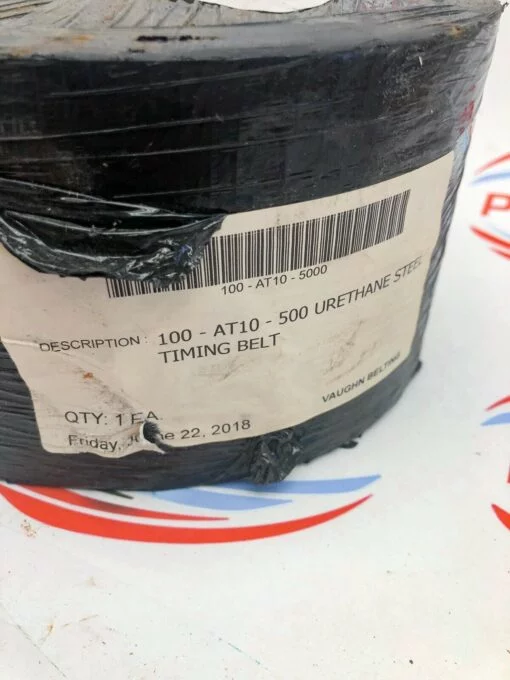 100 - AT10 - 5000
DESCRIPTION : 100 - AT10 - 500 URETHANE STEEL
TIMING BELT
VAUGHN BELTING
QTY: 1 EA.
Friday, 22, 2018
P